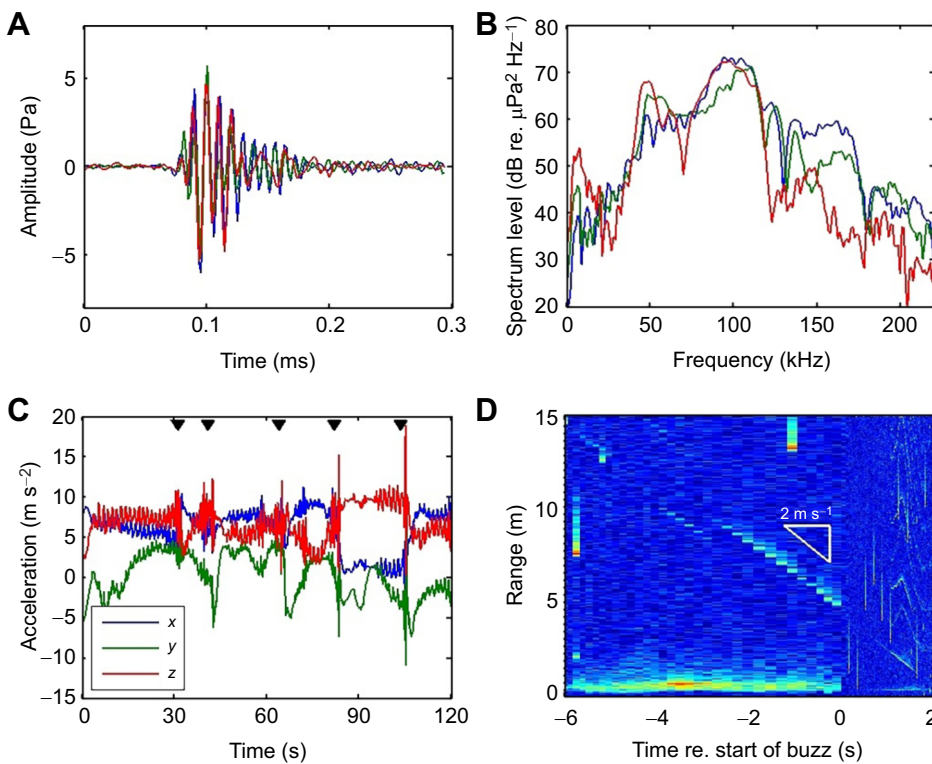 A
Amplitude (Pa)
5
0
–5
0
0.1
0.2
0.3
Time (ms)
B
Spectrum level (dB re. μPa² Hz⁻¹)
80
70
60
50
40
30
20
0
50
100
150
200
Frequency (kHz)
C
Acceleration (m s⁻²)
20
15
10
5
0
–5
–10
–15
x
y
z
0
30
60
90
120
Time (s)
D
Range (m)
15
10
5
0
2 m s⁻¹
–6
–4
–2
0
2
Time re. start of buzz (s)